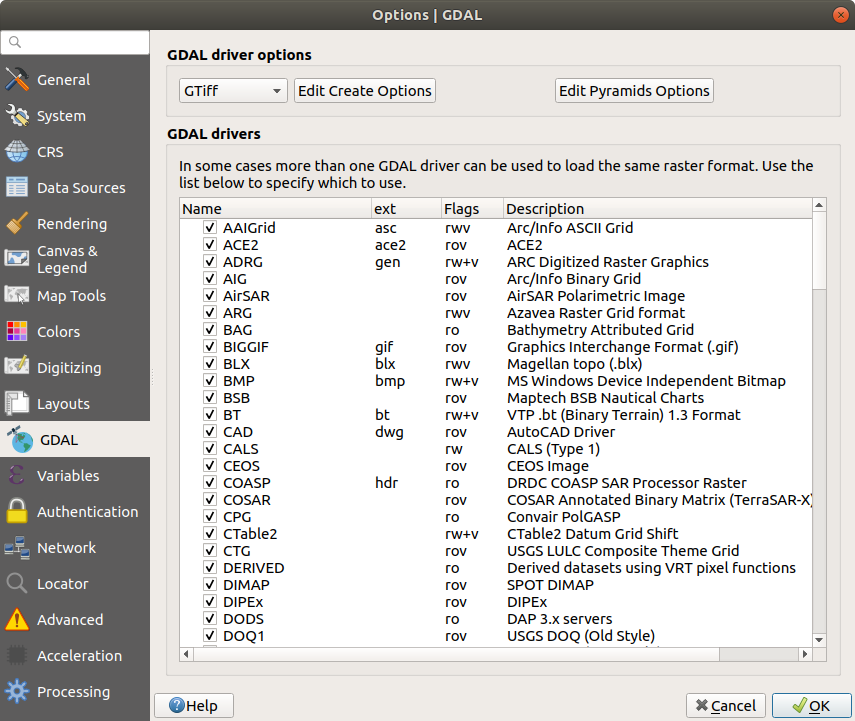 Options | GDAL
General
System
CRS
Data Sources
Rendering
Canvas &
Legend
Map Tools
Colors
Digitizing
Layouts
GDAL
Variables
Authentication
Network
Locator
Advanced
Acceleration
Processing
GDAL driver options
GTiff Edit Create Options Edit Pyramids Options
GDAL drivers
In some cases more than one GDAL driver can be used to load the same raster format. Use the
list below to specify which to use.
Name ext Flags Description
AAIGrid asc rwv Arc/Info ASCII Grid
ACE2 ace2 rov ACE2
ADRG gen rw+v ARC Digitized Raster Graphics
AIG rov Arc/Info Binary Grid
AirSAR rov AirSAR Polarimetric Image
ARG rwv Azavea Raster Grid format
BAG ro Bathymetry Attributed Grid
BIGGIF gif rov Graphics Interchange Format (.gif)
BLX blx rwv Magellan topo (.blx)
BMP bmp rw+v MS Windows Device Independent Bitmap
BSB rov Maptech BSB Nautical Charts
BT bt rw+v VTP .bt (Binary Terrain) 1.3 Format
CAD dwg rov AutoCAD Driver
CALS rw CALS (Type 1)
CEOS rov CEOS Image
COASP hdr ro DRDC COASP SAR Processor Raster
COSAR rov COSAR Annotated Binary Matrix (TerraSAR-X)
CPG ro Convair PolGASP
CTable2 rw+v CTable2 Datum Grid Shift
CTG rov USGS LULC Composite Theme Grid
DERIVED ro Derived datasets using VRT pixel functions
DIMAP rov SPOT DIMAP
DIPEx rov DIPEx
DODS ro DAP 3.x servers
DOQ1 rov USGS DOQ (Old Style)
Help Cancel OK